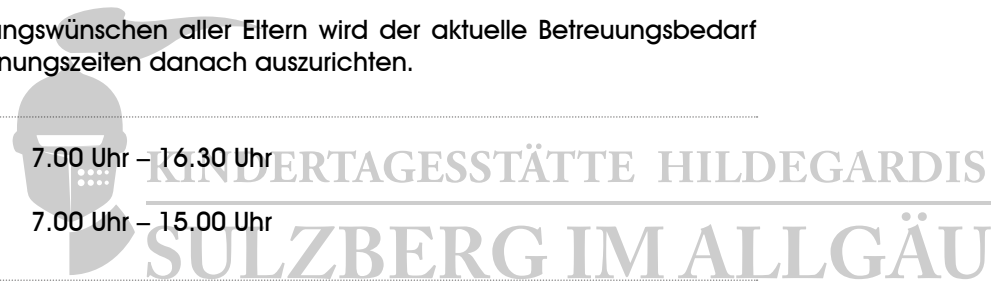 ngswünschen aller Eltern wird der aktuelle Betreuungsbedarf
nungszeiten danach auszurichten.
7.00 Uhr – 16.30 Uhr
KINDERTAGESSTÄTTE HILDEGARDIS
7.00 Uhr – 15.00 Uhr
SULZBERG IM ALLGÄU